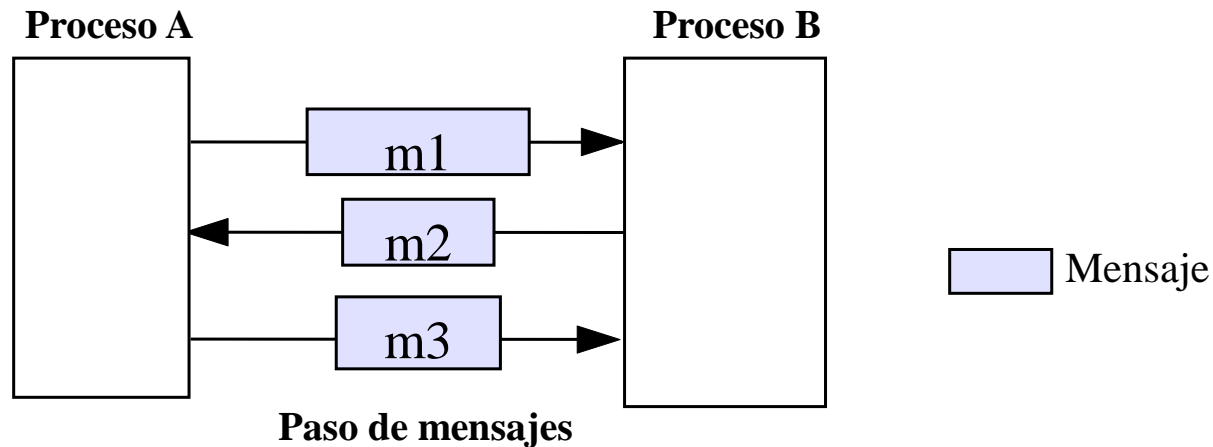 Proceso A
Proceso B
m1
m2
Mensaje
m3
Paso de mensajes